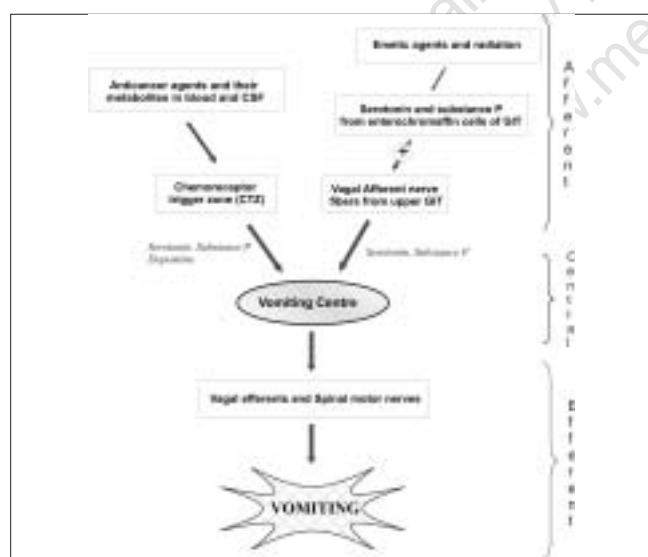 Emetic agents and radiation
Anticancer agents and their
metabolites in blood and CSF
Serotonin and substance P
from enterochromaffin cells of GIT
Chemoreceptor
trigger zone (CTZ)
Vagal Afferent nerve
fibers from upper GIT
Serotonin, Substance P
Dopamine
Serotonin, Substance P
Vomiting Centre
Vagal efferents and Spinal motor nerves
VOMITING
Afferent
Central
Efferent